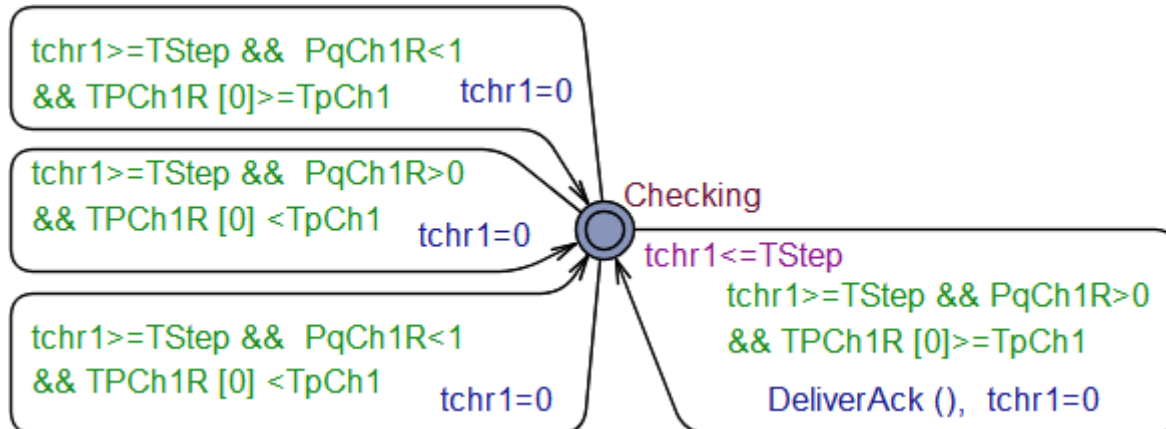 tchr1>=TStep && PqCh1R<1
&& TPCh1R [0]>=TpCh1
tchr1=0
tchr1>=TStep && PqCh1R>0
&& TPCh1R [0] <TpCh1
tchr1=0
tchr1>=TStep && PqCh1R<1
&& TPCh1R [0] <TpCh1
tchr1=0
Checking
tchr1<=TStep
tchr1>=TStep && PqCh1R>0
&& TPCh1R [0]>=TpCh1
DeliverAck (), tchr1=0